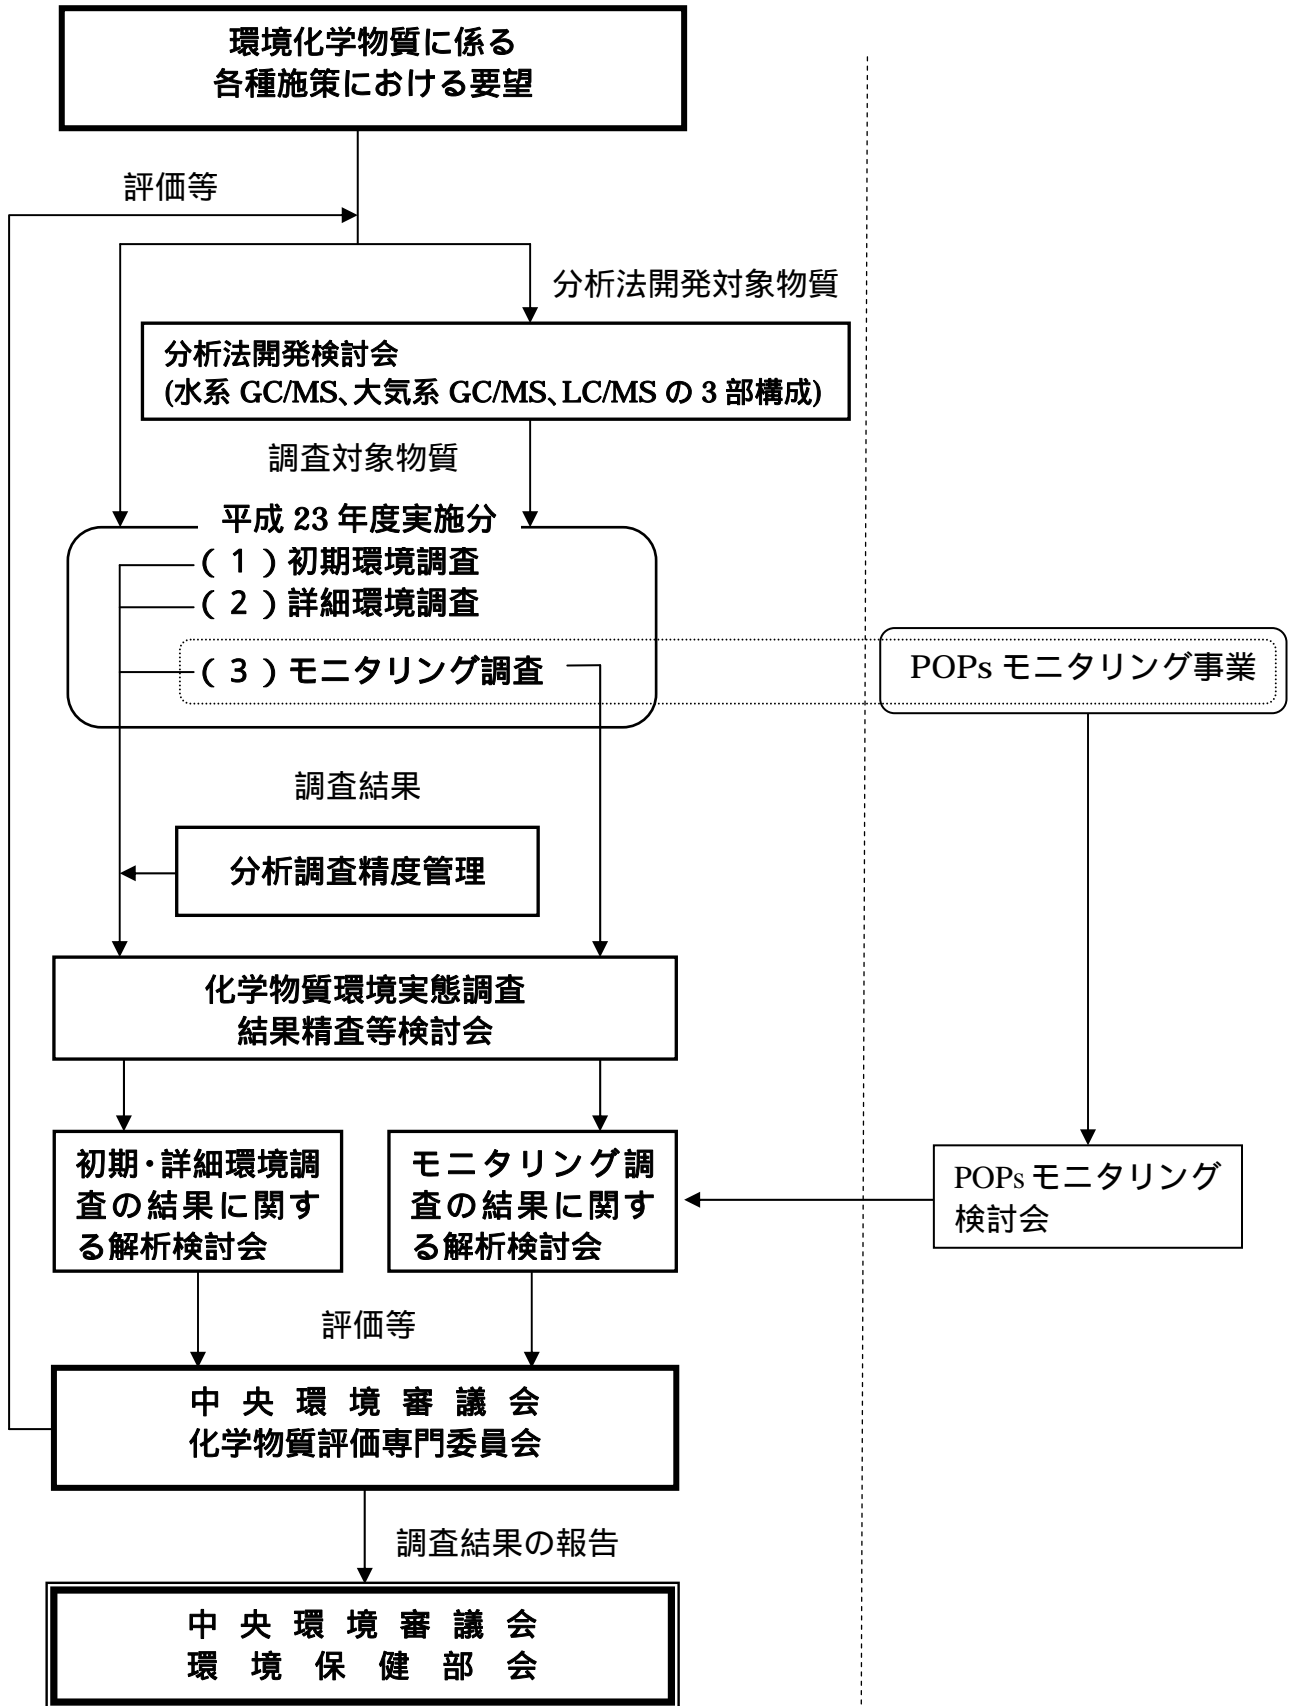 環境化学物質に係る
各種施策における要望
評価等
分析法開発対象物質
分析法開発検討会
(水系 GC/MS、大気系 GC/MS、LC/MS の 3 部構成)
調査対象物質
平成 23 年度実施分
(１)初期環境調査
(２)詳細環境調査
(３)モニタリング調査
POPs モニタリング事業
調査結果
分析調査精度管理
化学物質環境実態調査
結果精査等検討会
初期・詳細環境調
査の結果に関す
る解析検討会
モニタリング調
査の結果に関す
る解析検討会
POPs モニタリング
検討会
評価等
中央環境審議会
化学物質評価専門委員会
調査結果の報告
中央環境審議会
環境保健部会